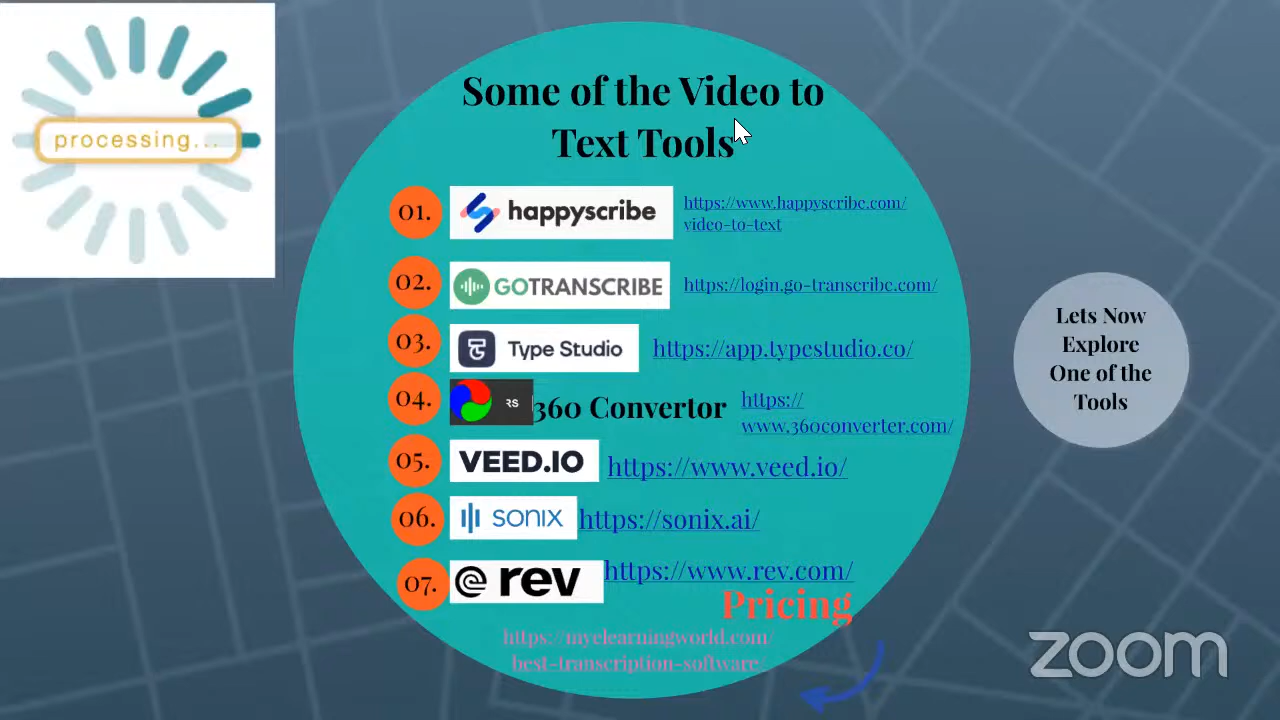 processing...
Some of the Video to
Text Tools
01.
happyscribe
https://www.happyscribe.com/
video-to-text
02.
GOTRANSCRIBE
https://login.go-transcribe.com/
03.
Type Studio
https://app.typestudio.co/
04.
RS
360 Convertor
https://
www.360converter.com/
05.
VEED.IO
https://www.veed.io/
06.
SONIX
https://sonix.ai/
07.
rev
https://www.rev.com/
Pricing
https://myelearningworld.com/
best-transcription-software/
Lets Now
Explore
One of the
Tools
zoom